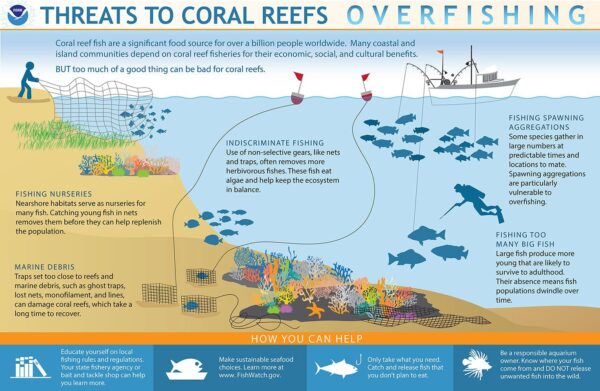 THREATS TO CORAL REEFS OVERFISHING
Coral reef fish are a significant food source for over a billion people worldwide. Many coastal and
island communities depend on coral reef fisheries for their economic, social, and cultural benefits.
BUT too much of a good thing can be bad for coral reefs.
INDISCRIMINATE FISHING
Use of non-selective gears, like nets
and traps, often removes more
herbivorous fishes. These fish eat
algae and help keep the ecosystem
in balance.
FISHING SPAWNING
AGGREGATIONS
Some species gather in
large numbers at
predictable times and
locations to mate.
Spawning aggregations
are particularly
vulnerable to
overfishing.
FISHING NURSERIES
Nearshore habitats serve as nurseries for
many fish. Catching young fish in nets
removes them before they can help replenish
the population.
FISHING TOO
MANY BIG FISH
Large fish produce more
young that are likely to
survive to adulthood.
Their absence means fish
populations dwindle over
time.
MARINE DEBRIS
Traps set too close to reefs and
marine debris, such as ghost traps,
lost nets, monofilament, and lines,
can damage coral reefs, which take a
long time to recover.
HOW YOU CAN HELP
Educate yourself on local
fishing rules and regulations.
Your state fishery agency or
bait and tackle shop can help
you learn more.
Make sustainable seafood
choices. Learn more at
www. FishWatch.gov.
Only take what you need.
Catch and release fish that
you don't plan to eat.
Be a responsible aquarium
owner. Know where your fish
come from and DO NOT release
unwanted fish into the wild.